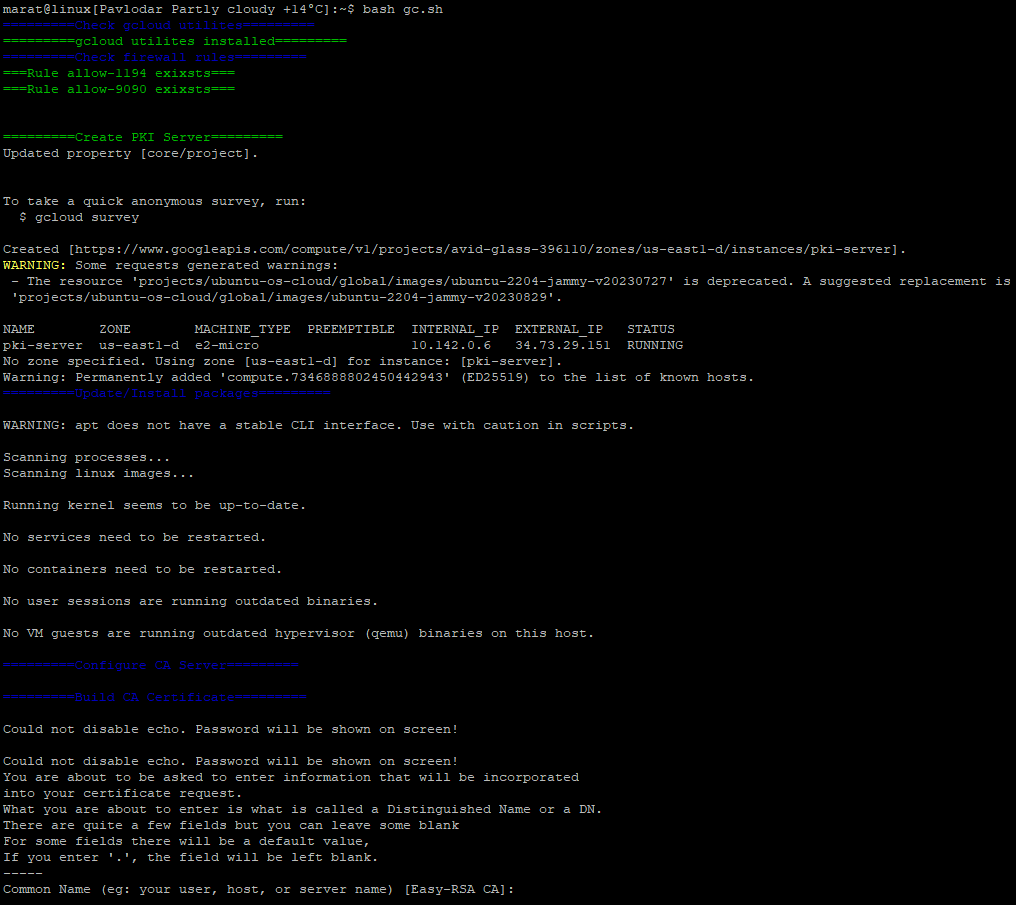 marat@linux[Pavlodar Partly cloudy +14°C]:~$ bash gc.sh
=========Check gcloud utilites=========
=========gcloud utilites installed=========
=========Check firewall rules=========
===Rule allow-1194 exixsts===
===Rule allow-9090 exixsts===
=========Create PKI Server=========
Updated property [core/project].
To take a quick anonymous survey, run:
  $ gcloud survey
Created [https://www.googleapis.com/compute/v1/projects/avid-glass-396110/zones/us-east1-d/instances/pki-server].
WARNING: Some requests generated warnings:
 - The resource 'projects/ubuntu-os-cloud/global/images/ubuntu-2204-jammy-v20230727' is deprecated. A suggested replacement is
 'projects/ubuntu-os-cloud/global/images/ubuntu-2204-jammy-v20230829'.
NAME        ZONE        MACHINE_TYPE  PREEMPTIBLE  INTERNAL_IP  EXTERNAL_IP   STATUS
pki-server  us-east1-d  e2-micro                   10.142.0.6   34.73.29.151  RUNNING
No zone specified. Using zone [us-east1-d] for instance: [pki-server].
Warning: Permanently added 'compute.7346888802450442943' (ED25519) to the list of known hosts.
=========Update/Install packages=========
WARNING: apt does not have a stable CLI interface. Use with caution in scripts.
Scanning processes...
Scanning linux images...
Running kernel seems to be up-to-date.
No services need to be restarted.
No containers need to be restarted.
No user sessions are running outdated binaries.
No VM guests are running outdated hypervisor (qemu) binaries on this host.
=========Configure CA Server=========
=========Build CA Certificate=========
Could not disable echo. Password will be shown on screen!
Could not disable echo. Password will be shown on screen!
You are about to be asked to enter information that will be incorporated
into your certificate request.
What you are about to enter is what is called a Distinguished Name or a DN.
There are quite a few fields but you can leave some blank
For some fields there will be a default value,
If you enter '.', the field will be left blank.
-----
Common Name (eg: your user, host, or server name) [Easy-RSA CA]: